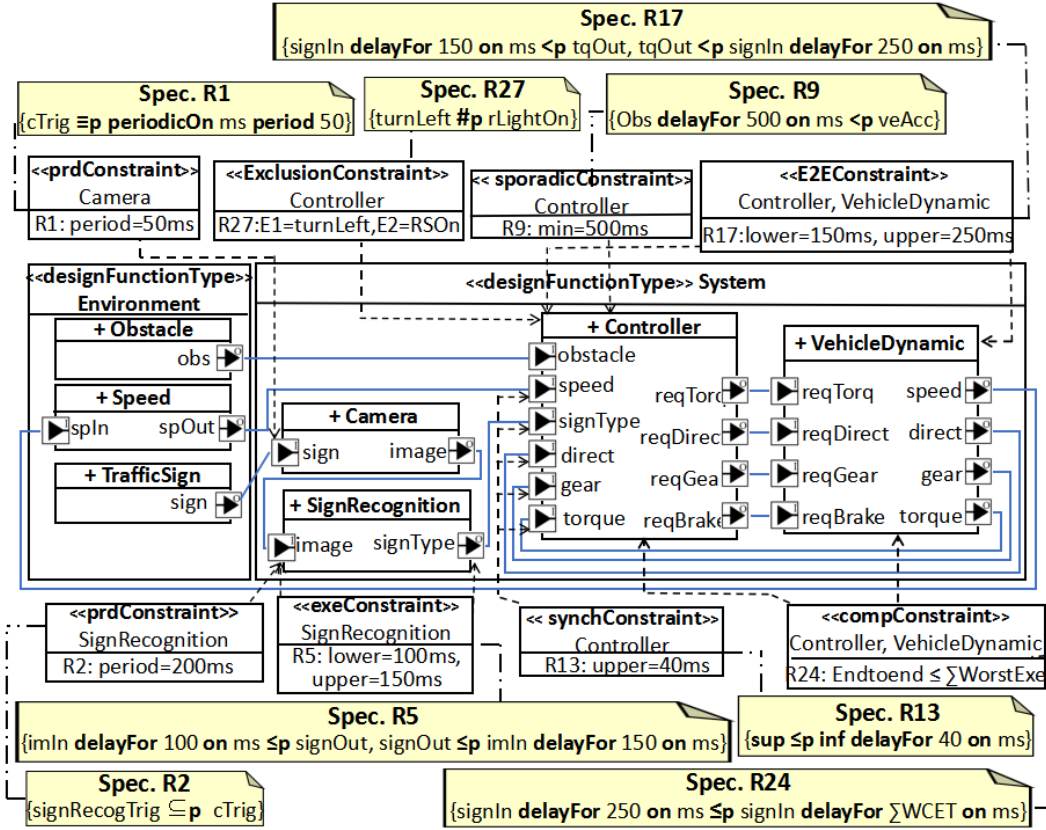 Spec. R17
{signIn delayFor 150 on ms <p tqOut, tqOut <p signin delayFor 250 on ms}
Spec. R1
{cTrig ≡p periodicOn ms period 50}
Spec. R27
{turnLeft #p rLightOn}
Spec. R9
{Obs delayFor 500 on ms <p veAcc}
<<prdConstraint>>
Camera
R1: period=50ms
<<ExclusionConstraint>>
Controller
R27:E1=turnLeft,E2=RSOn
<< sporadicConstraint>>
Controller
R9: min=500ms
<<E2EConstraint>>
Controller, VehicleDynamic
R17:lower=150ms, upper=250ms
<<designFunctionType>>
Environment
<<designFunctionType>> System
+ Obstacle
obs
+ Speed
spIn spOut
+ TrafficSign
sign
+ Camera
sign image
+ SignRecognition
image signType
+ Controller
obstacle
speed
signType
direct
gear
torque
reqTorc
reqDirec
reqGea
reqBrake
+ VehicleDynamic
reqTorq speed
reqDirect direct
reqGear gear
reqBrake torque
<<prdConstraint>>
SignRecognition
R2: period=200ms
<<exeConstraint>>
SignRecognition
R5: lower=100ms,
upper=150ms
<< synchConstraint>>
Controller
R13: upper=40ms
<<compConstraint>>
Controller, VehicleDynamic
R24: Endtoend ≤ ∑WorstExe
Spec. R5
{imIn delayFor 100 on ms ≤p signOut, signOut ≤p imIn delayFor 150 on ms}
Spec. R13
{sup ≤p inf delayFor 40 on ms}
Spec. R2
{signRecogTrig ⊆p cTrig}
Spec. R24
{signIn delayFor 250 on ms ≤p signIn delayFor ∑WCET on ms}